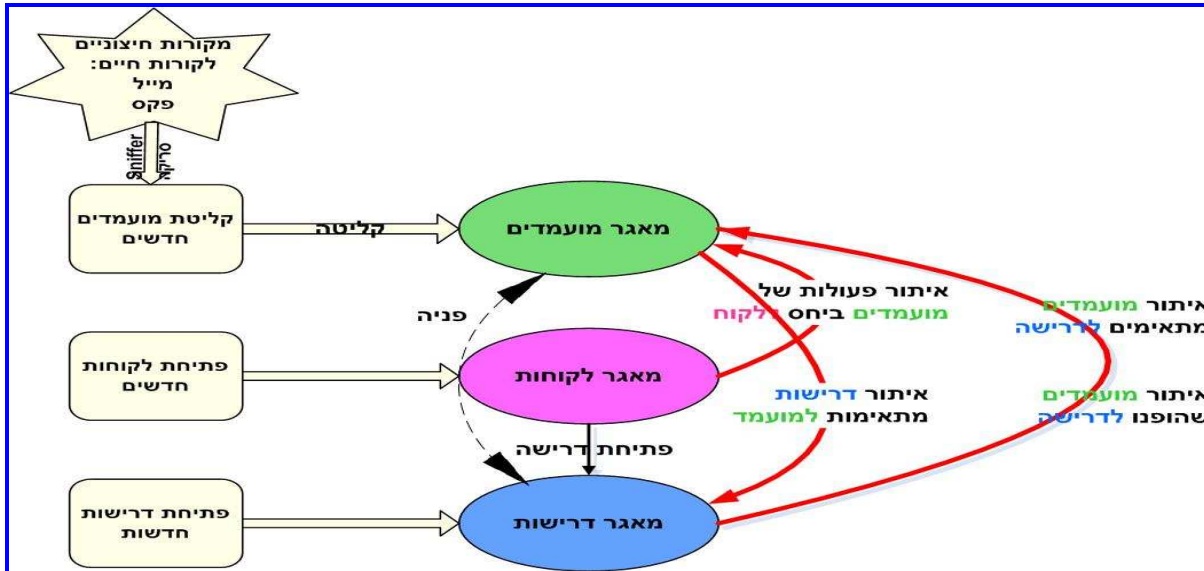 מקורות חיצוניים
לקורות חיים:
מייל
פקס
Sniffer
סריקה
קליטת מועמדים
חדשים
קליטה
מאגר מועמדים
איתור פעולות של
מועמדים ביחס ללקוח
איתור מועמדים
מתאימים לדרישה
פניה
פתיחת לקוחות
חדשים
מאגר לקוחות
איתור דרישות
מתאימות למועמד
איתור מועמדים
שהופנו לדרישה
פתיחת דרישה
פתיחת דרישות
חדשות
מאגר דרישות